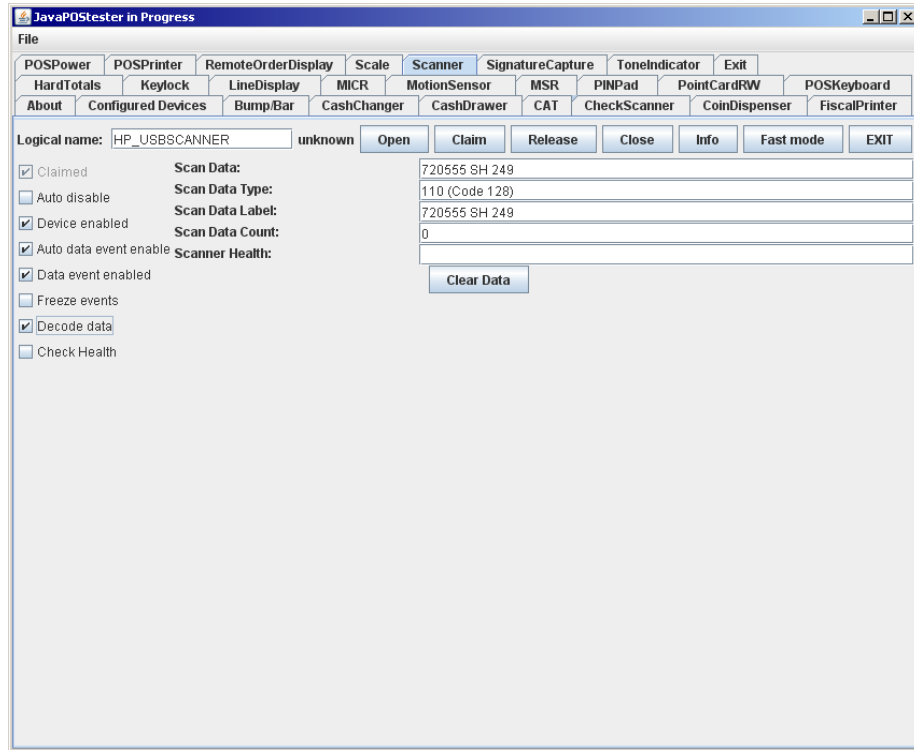 JavaPOStester in Progress
File
POSPower POSPrinter RemoteOrderDisplay Scale Scanner SignatureCapture ToneIndicator Exit
HardTotals Keylock LineDisplay MICR MotionSensor MSR PINPad PointCardRW POSKeyboard
About Configured Devices Bump/Bar CashChanger CashDrawer CAT CheckScanner CoinDispenser FiscalPrinter
Logical name: HP_USBSCANNER unknown Open Claim Release Close Info Fast mode EXIT
Claimed Scan Data: 720555 SH 249
Auto disable Scan Data Type: 110 (Code 128)
Device enabled Scan Data Label: 720555 SH 249
Scan Data Count: 0
Auto data event enable Scanner Health:
Data event enabled Clear Data
Freeze events
Decode data
Check Health